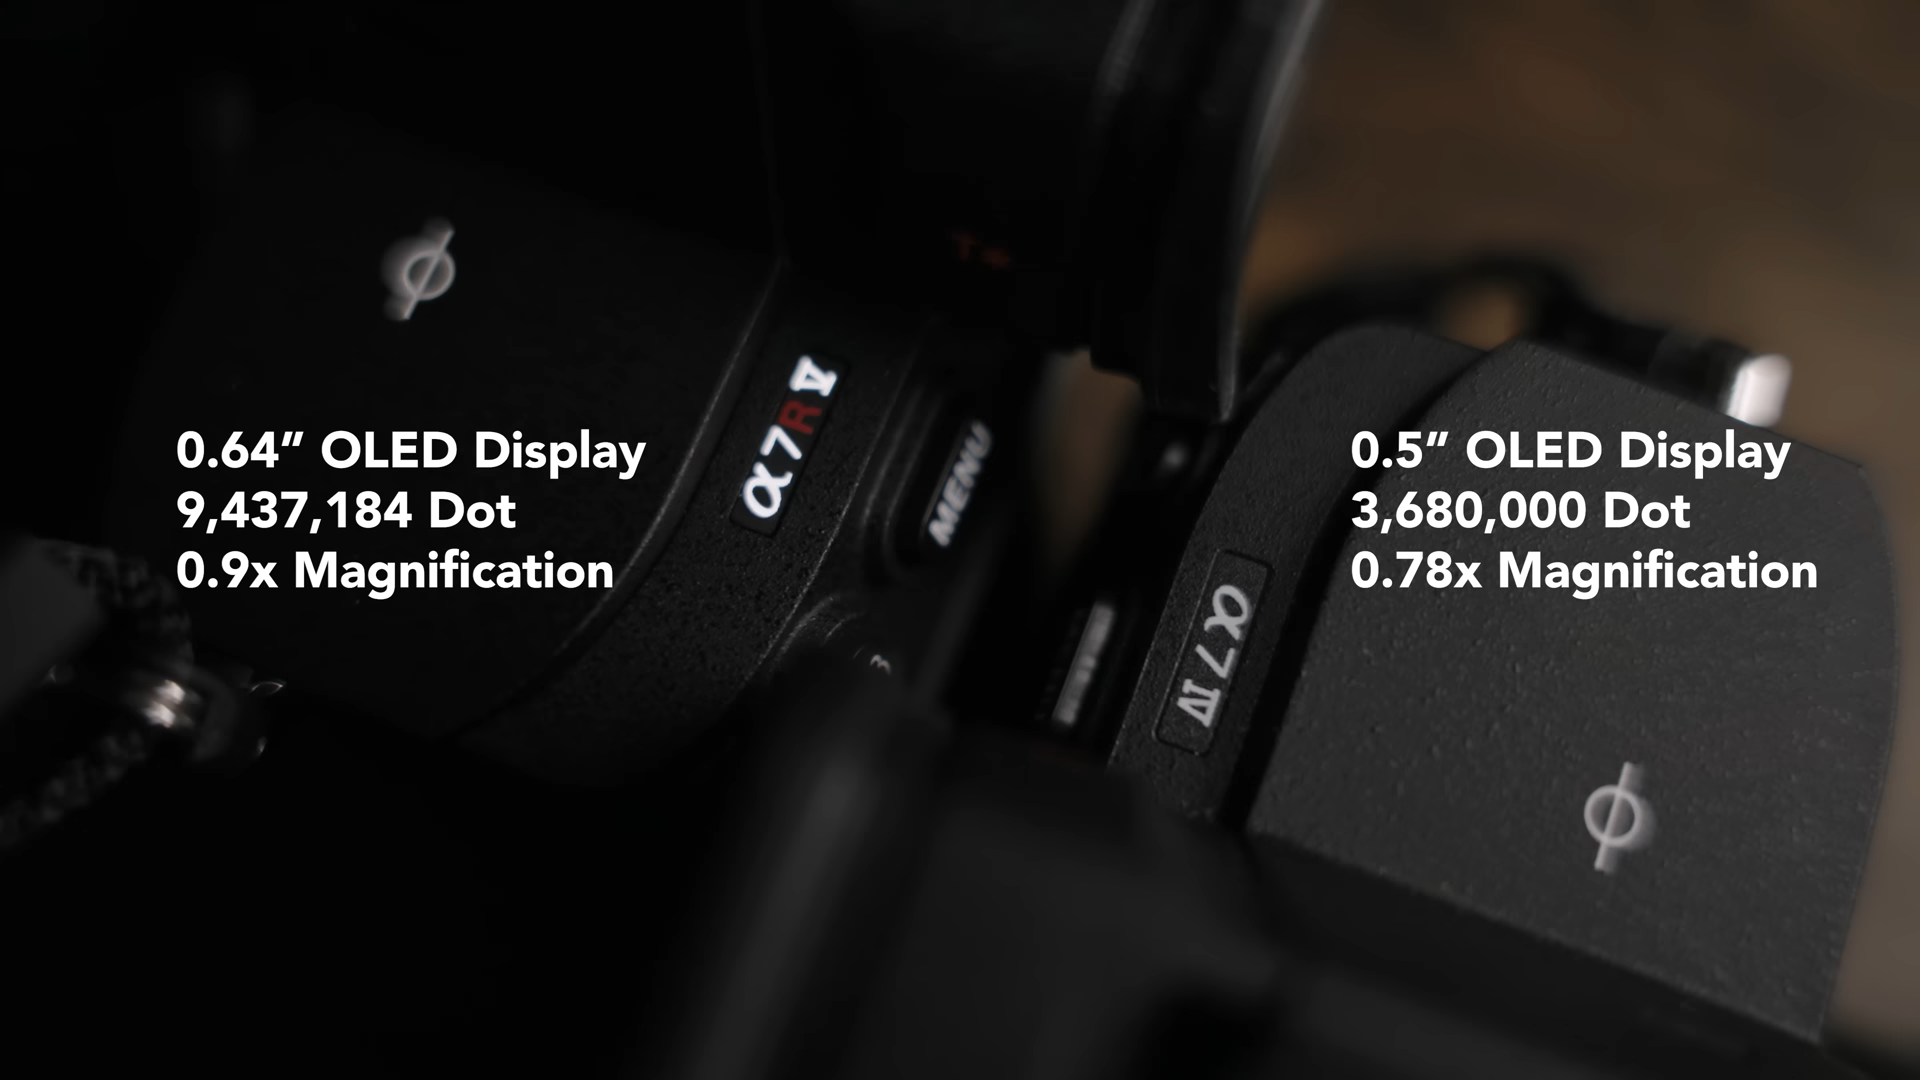 0.64” OLED Display
9,437,184 Dot
0.9x Magnification
α7RV
MENU
3
0.5” OLED Display
3,680,000 Dot
0.78x Magnification
α7IV